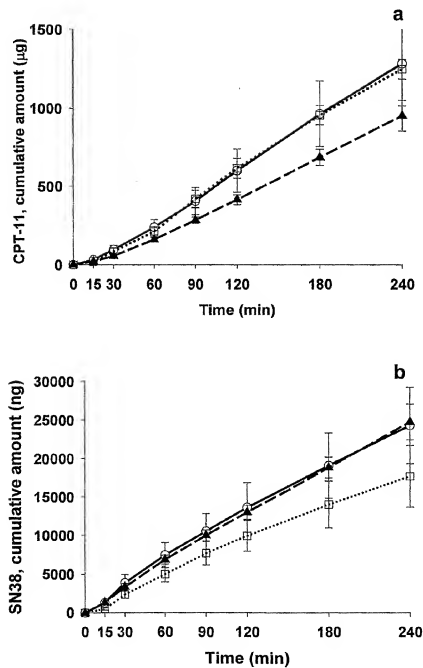 a
CPT-11, cumulative amount (µg)
1500
1000
500
0
0 15 30 60 90 120 180 240
Time (min)
b
SN38, cumulative amount (ng)
30000
25000
20000
15000
10000
5000
0
0 15 30 60 90 120 180 240
Time (min)